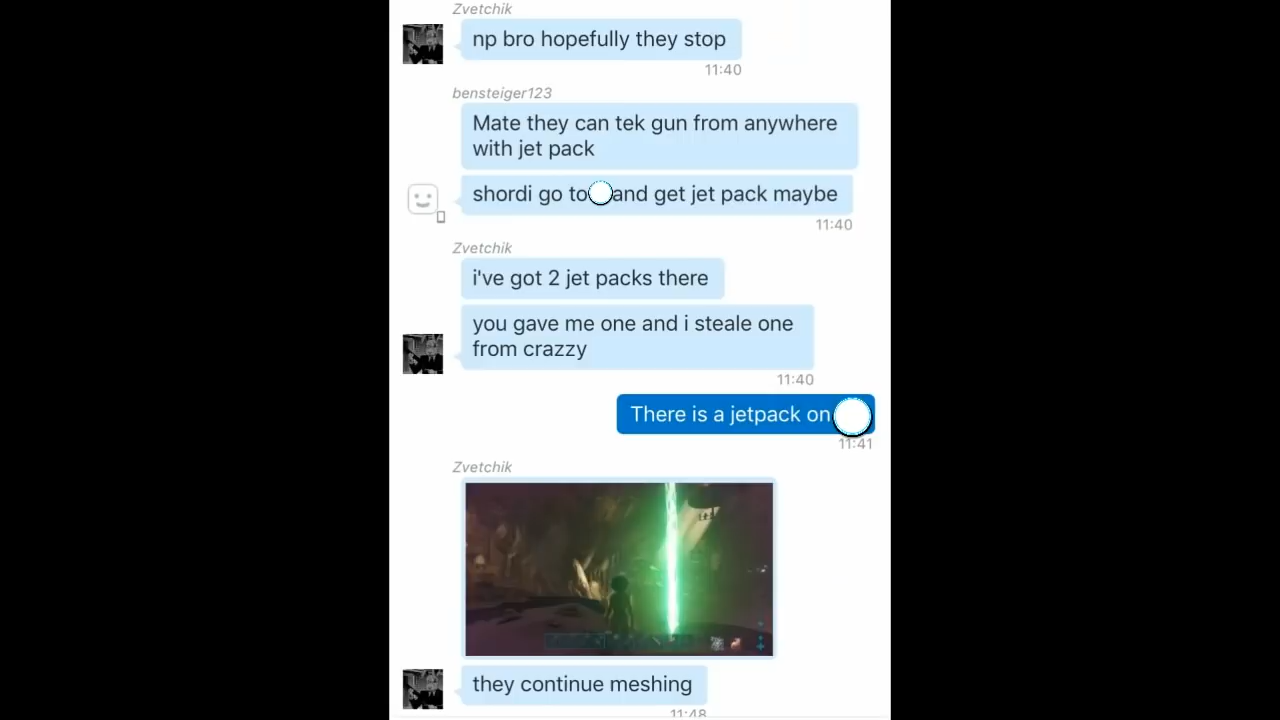 Zvetchik
np bro hopefully they stop
11:40
bensteiger123
Mate they can tek gun from anywhere
with jet pack
shordi go to and get jet pack maybe
11:40
Zvetchik
i've got 2 jet packs there
you gave me one and i steale one
from crazzy
11:40
There is a jetpack on
11:41
Zvetchik
they continue meshing
11:48